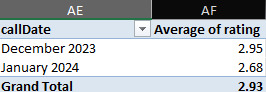 AE AF
callDate Average of rating
December 2023 2.95
January 2024 2.68
Grand Total 2.93